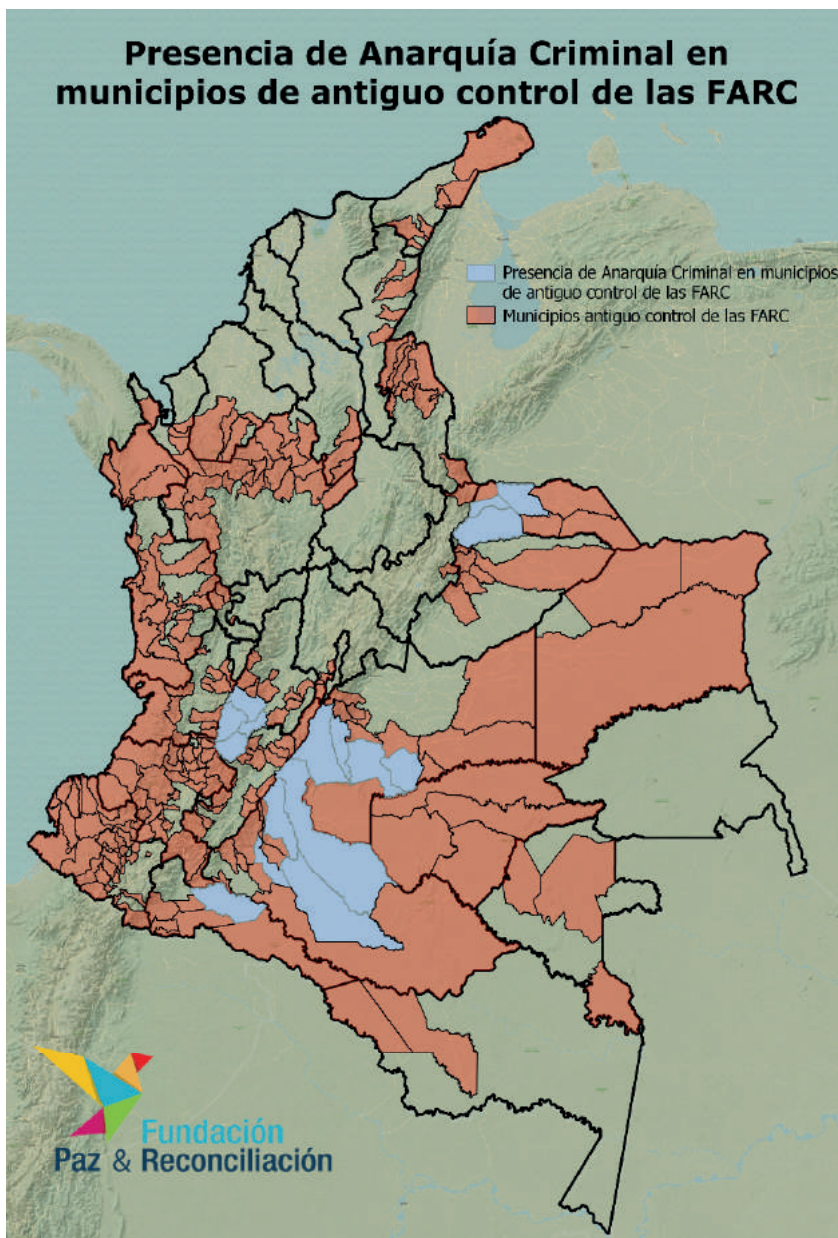 Presencia de Anarquía Criminal en
municipios de antiguo control de las FARC
Presencia de Anarquía Criminal en municipios
de antiguo control de las FARC
Municipios antiguo control de las FARC
Fundación
Paz & Reconciliación